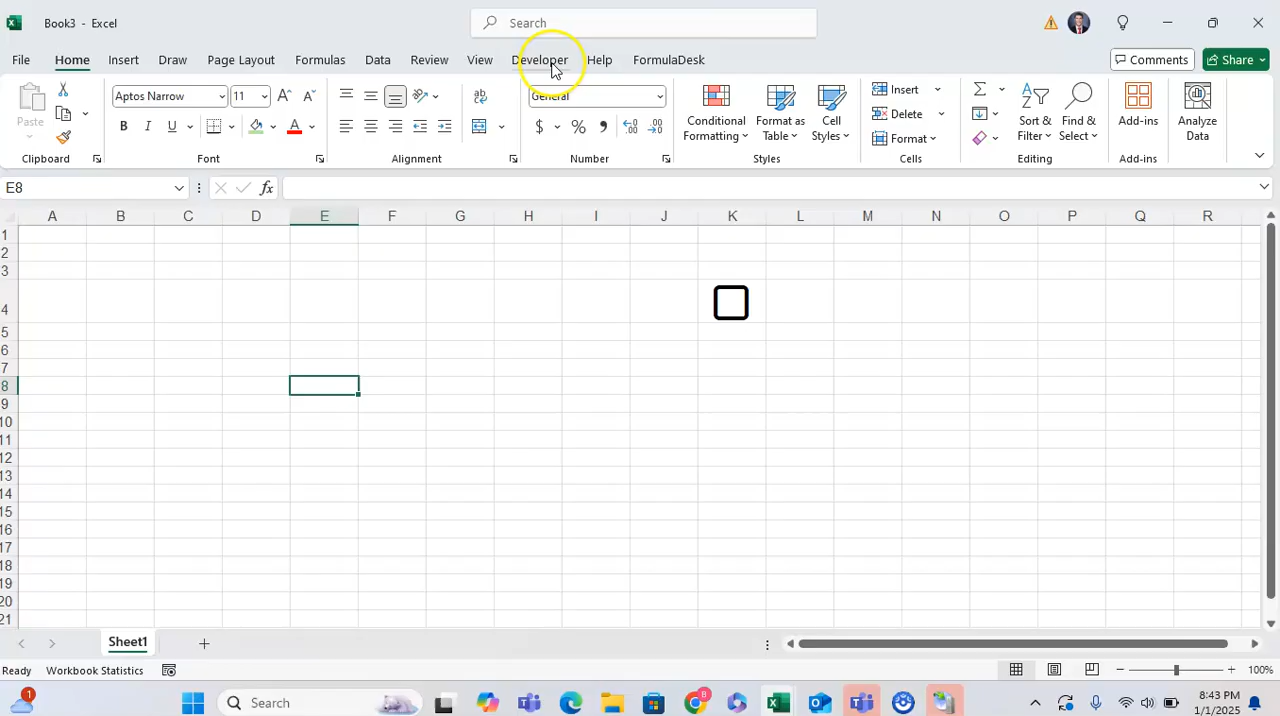 Book3 - Excel
Search
File Home Insert Draw Page Layout Formulas Data Review View Developer Help FormulaDesk
Comments Share
Paste
Aptos Narrow 11
B I U
General
$ % 9
Conditional Formatting
Format as Table
Cell Styles
Insert
Delete
Format
Sort & Filter
Find & Select
Add-ins
Analyze Data
Clipboard Font Alignment Number Styles Cells Editing Add-ins
E8 fx
A B C D E F G H I J K L M N O P Q R
1
2
3
4
5
6
7
8
9
10
11
12
13
14
15
16
17
18
19
20
21
Sheet1
Ready Workbook Statistics 100%
1 Search 8:43 PM
1/1/2025